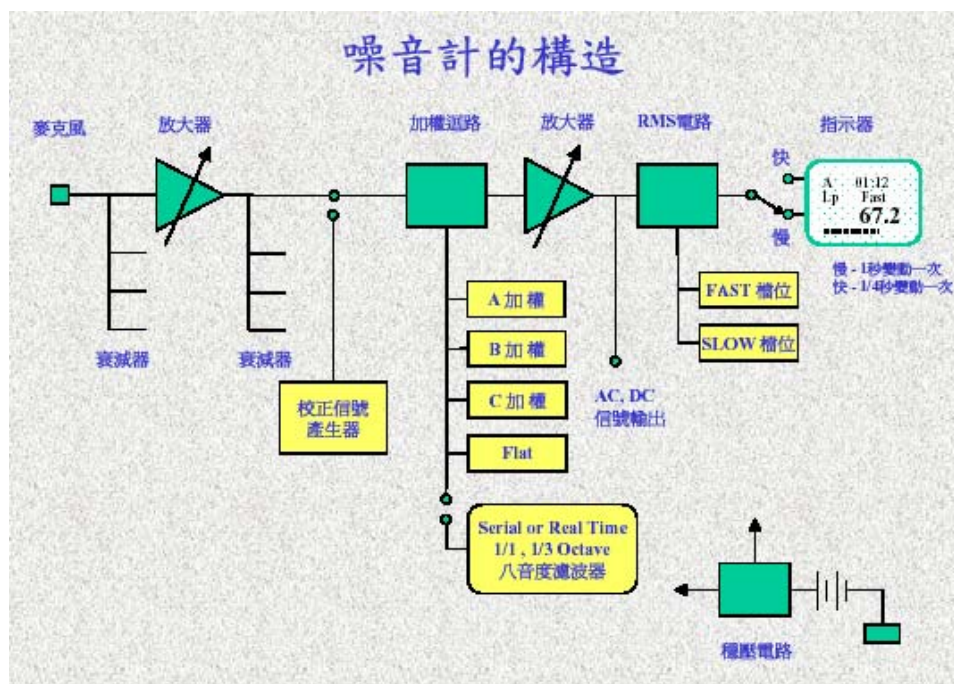 噪音計的構造
麥克風
放大器
加權迴路
放大器
RMS電路
指示器
快
A 01:12
Lp Fast
67.2
慢
慢 - 1秒變動一次
快 - 1/4秒變動一次
FAST 檔位
SLOW 檔位
衰減器
衰減器
A 加權
B 加權
C 加權
Flat
校正信號
產生器
AC, DC
信號輸出
Serial or Real Time
1/1 , 1/3 Octave
八音度濾波器
穩壓電路